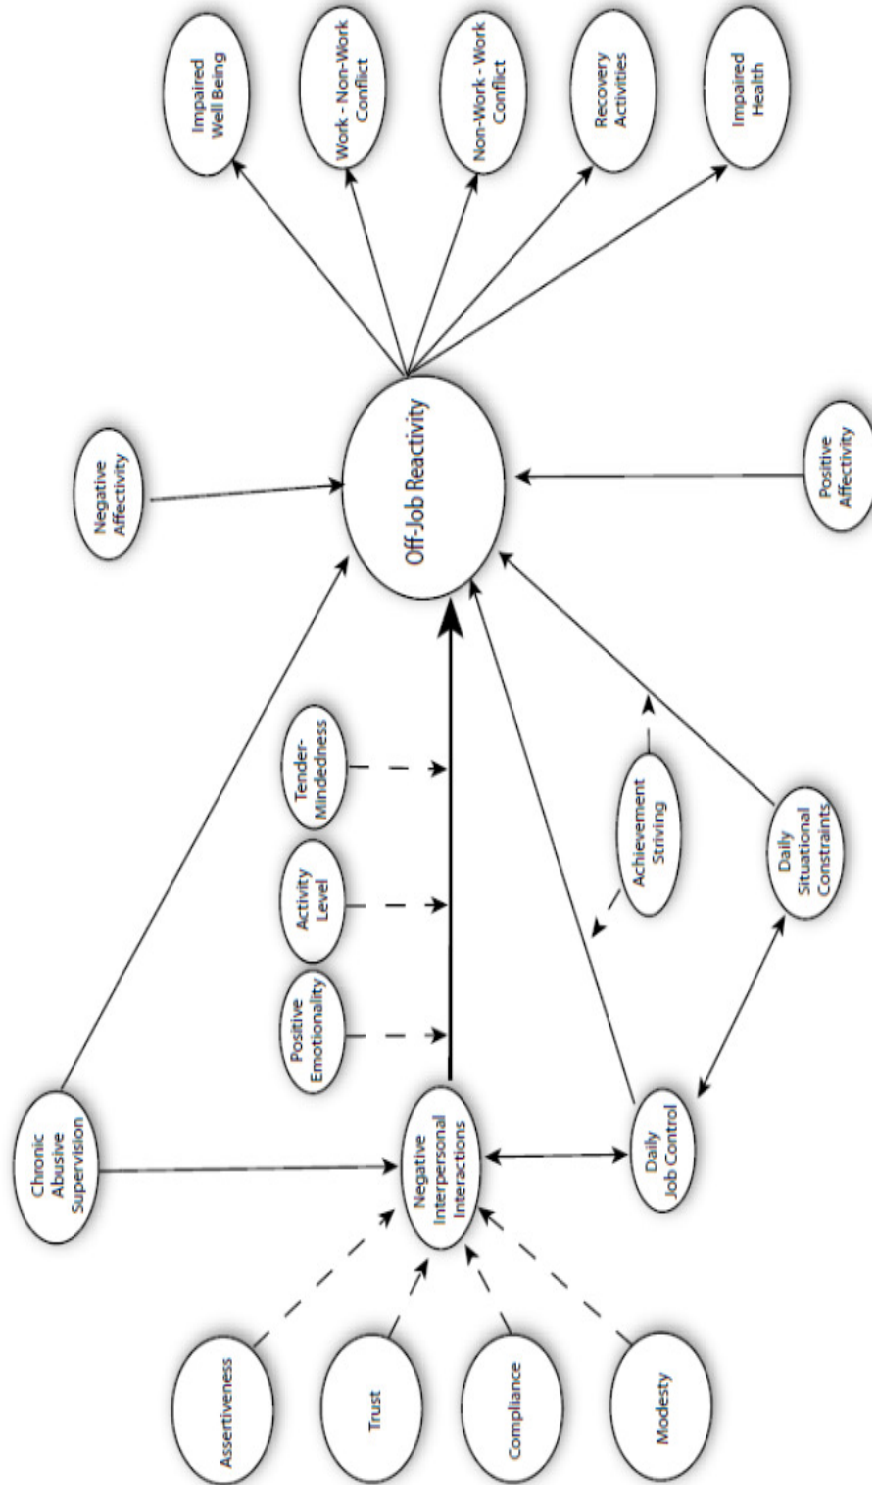 Assertiveness
Trust
Compliance
Modesty
Chronic
Abusive
Supervision
Negative
Interpersonal
Interactions
Daily
Job Control
Positive
Emotionality
Activity
Level
Tender-
Mindedness
Achievement
Striving
Daily
Situational
Constraints
Negative
Affectivity
Off-Job Reactivity
Positive
Affectivity
Impaired
Well Being
Work - Non-Work
Conflict
Non-Work - Work
Conflict
Recovery
Activities
Impaired
Health